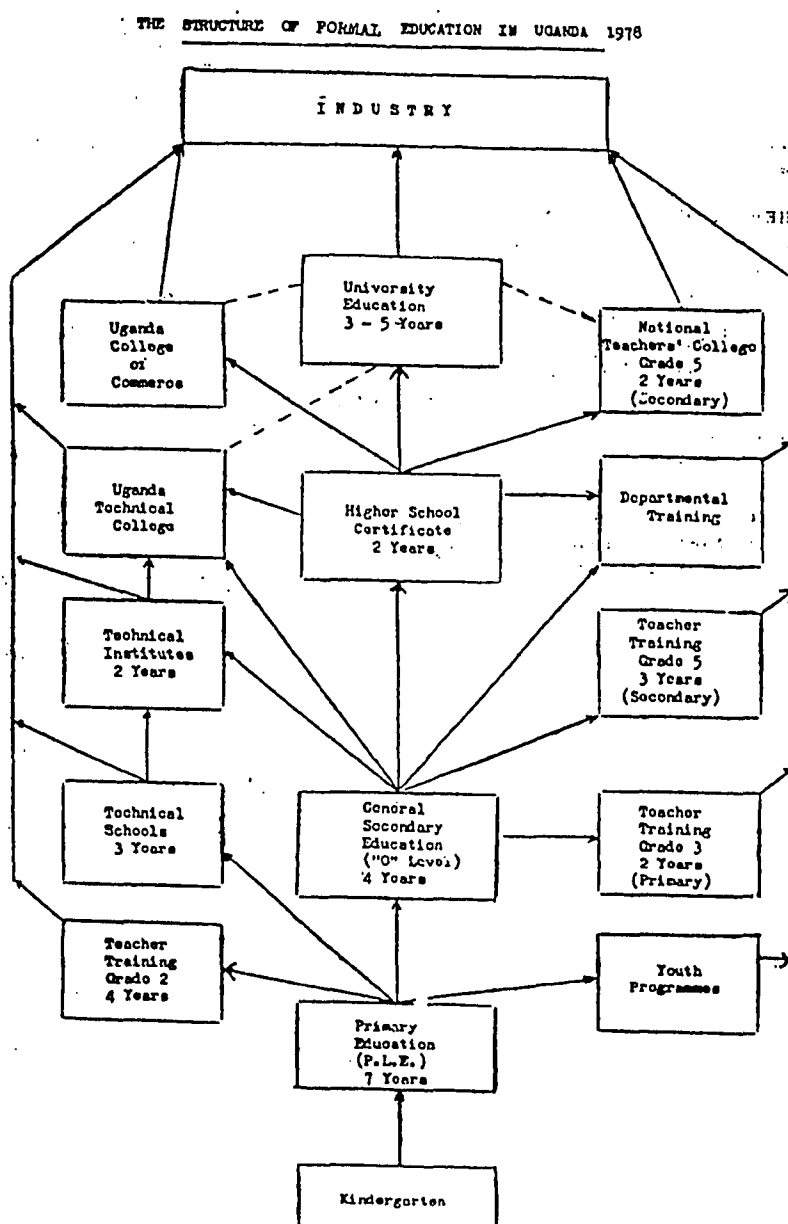 THE STRUCTURE OF FORMAL EDUCATION IN UGANDA 1978
INDUSTRY
University
Education
3 - 5 Years
Uganda
College
of
Commerce
National
Teachers' College
Grade 5
2 Years
(Secondary)
Uganda
Technical
College
Higher School
Certificate
2 Years
Departmental
Training
Technical
Institutes
2 Years
Teacher
Training
Grade 5
3 Years
(Secondary)
Technical
Schools
3 Years
General
Secondary
Education
("O" Level)
4 Years
Teacher
Training
Grade 3
2 Years
(Primary)
Teacher
Training
Grade 2
4 Years
Youth
Programmes
Primary
Education
(P.L.E.)
7 Years
Kindergarten